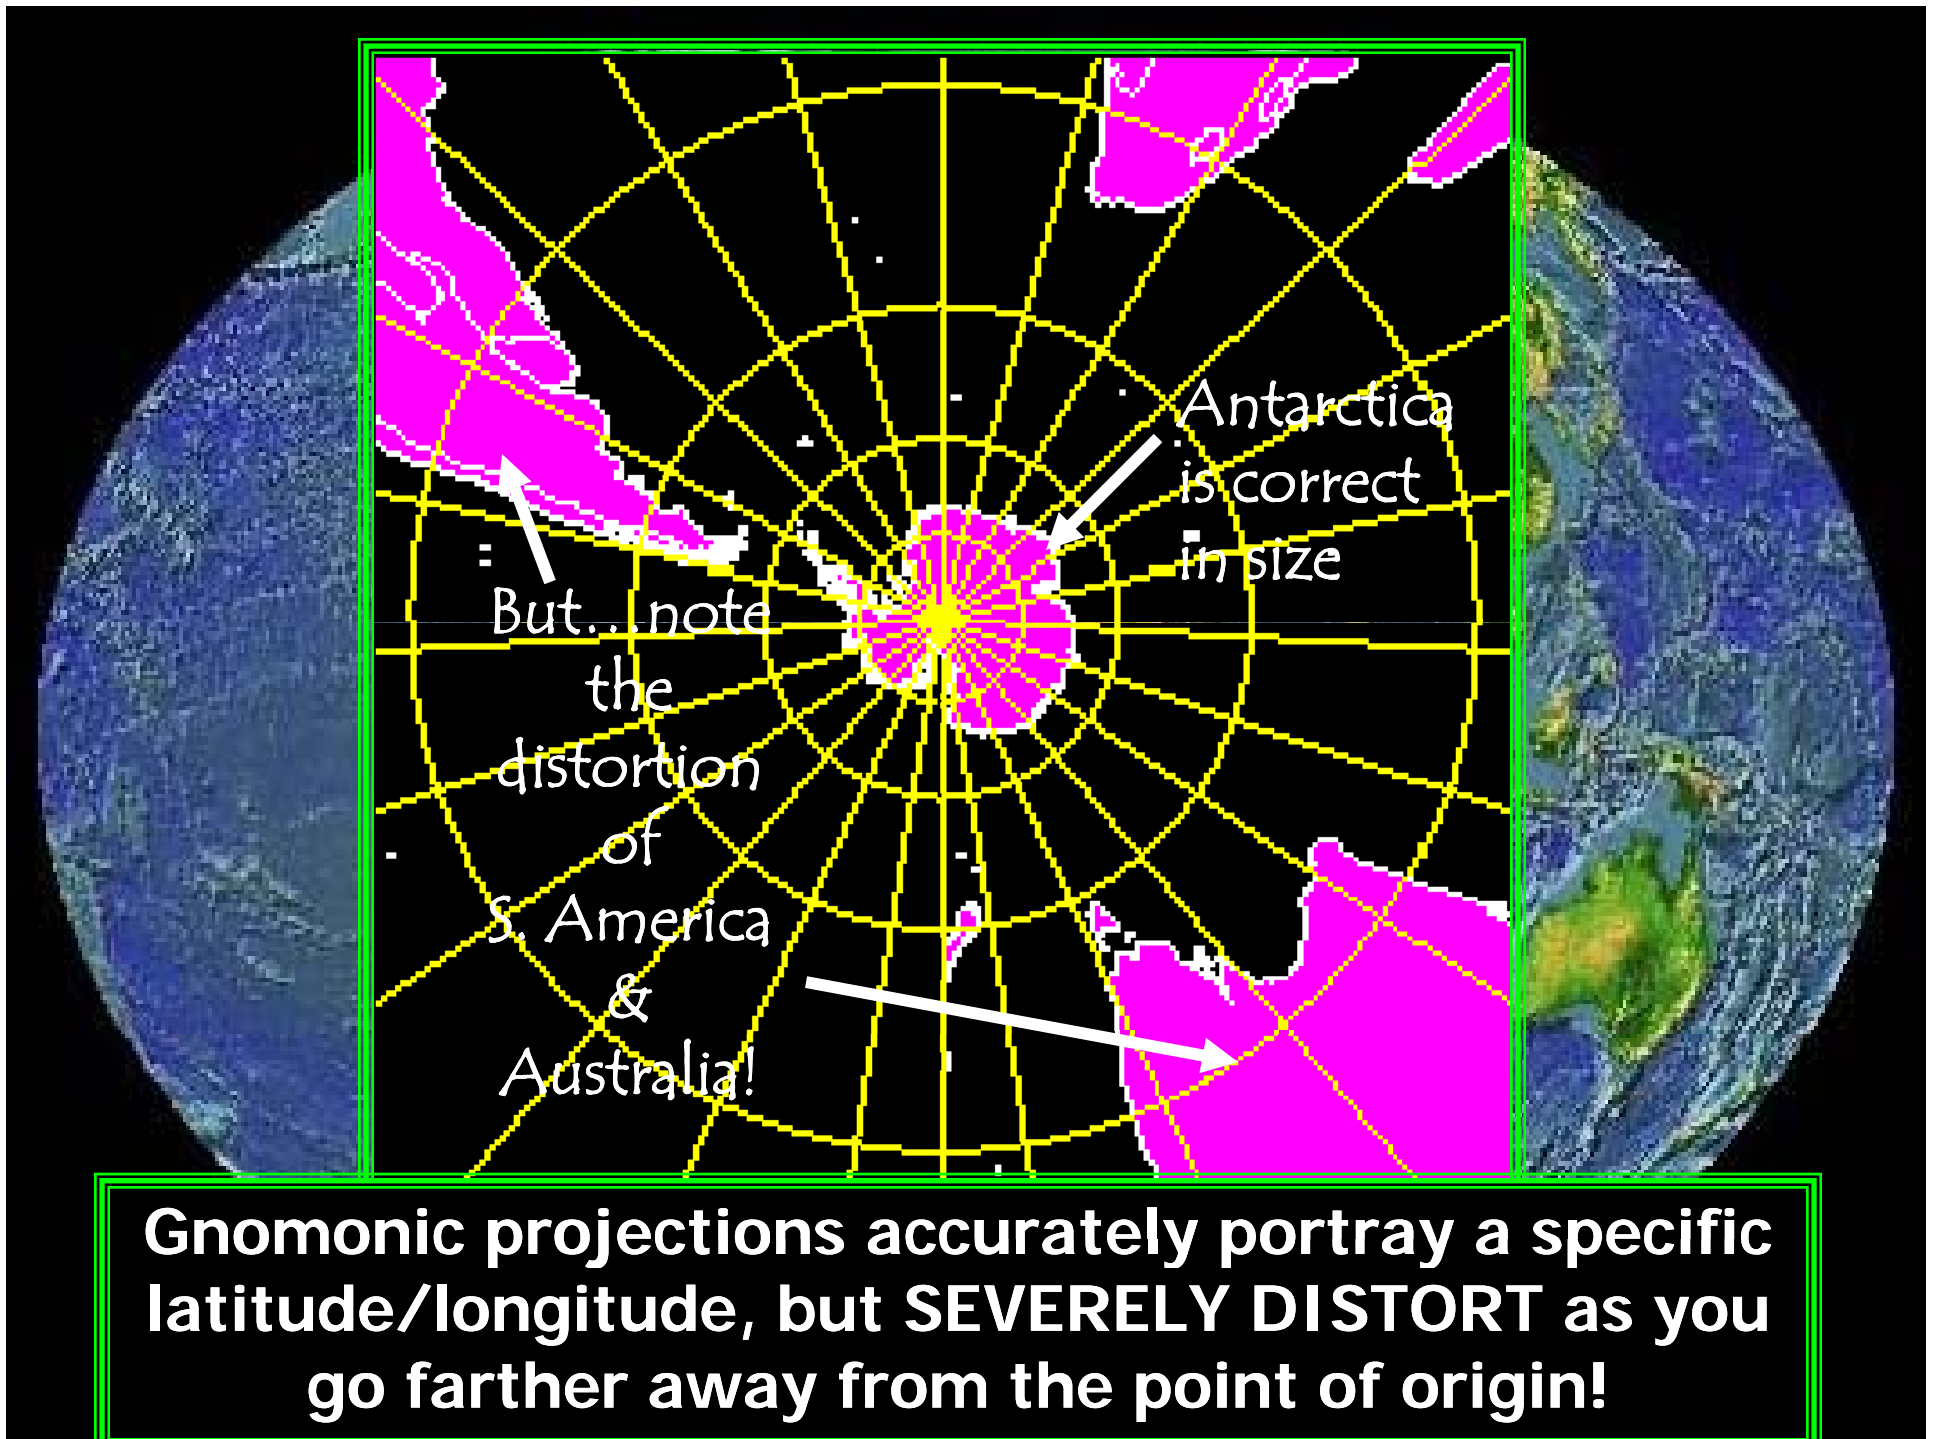 Antarctica
is correct
in size
But...note
the
distortion
of
S. America
&
Australia!
Gnomonic projections accurately portray a specific
latitude/longitude, but SEVERELY DISTORT as you
go farther away from the point of origin!